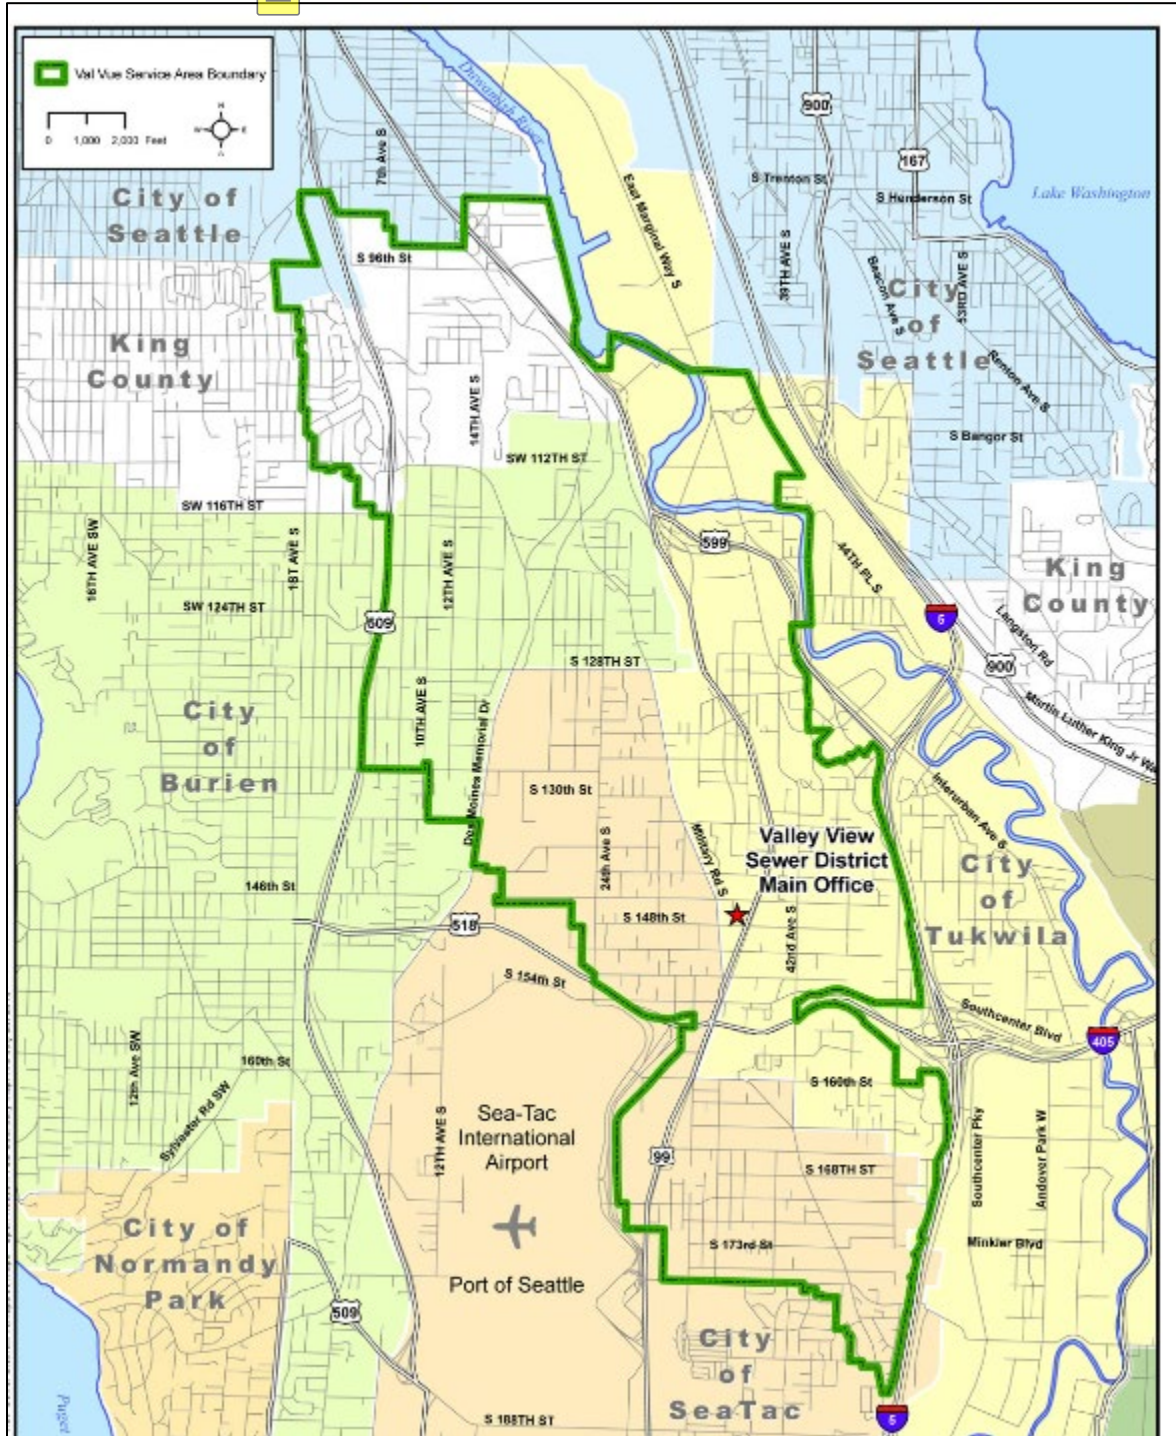 Val Vue Service Area Boundary
N
W
E
0 1,000 2,000 Feet
Duwamish River
7th Ave S
900
167
S Trenton St
S Henderson St
Lake Washington
City of
Seattle
East Marginal Way S
39TH AVE S
Beacon Ave S
53RD AVE S
S 96th St
City
of
Seattle
King
County
Renton Ave S
14TH AVE S
S Bangor St
SW 112TH ST
SW 116TH ST
16TH AVE SW
1ST AVE S
12TH AVE S
599
44TH PL S
King
County
SW 124TH ST
509
5
Langston Rd
900
S 128TH ST
10TH AVE S
Martin Luther King Jr Wa
City
of
Burien
Des Moines Memorial Dr
S 130th St
24th Ave S
Military Rd S
Interurban Ave S
Valley View
Sewer District
Main Office
City
of
Tukwila
146th St
518
S 148th St
42nd Ave S
S 154th St
Southcenter Blvd
405
12th Ave SW
160th St
Sylvester Rd SW
S 160th St
Sea-Tac
International
Airport
12TH AVE S
99
S 168TH ST
Southcenter Pky
Andover Park W
City of
Normandy
Park
S 173rd St
Minkler Blvd
Port of Seattle
509
City
of
SeaTac
Puget
S 188TH ST
5